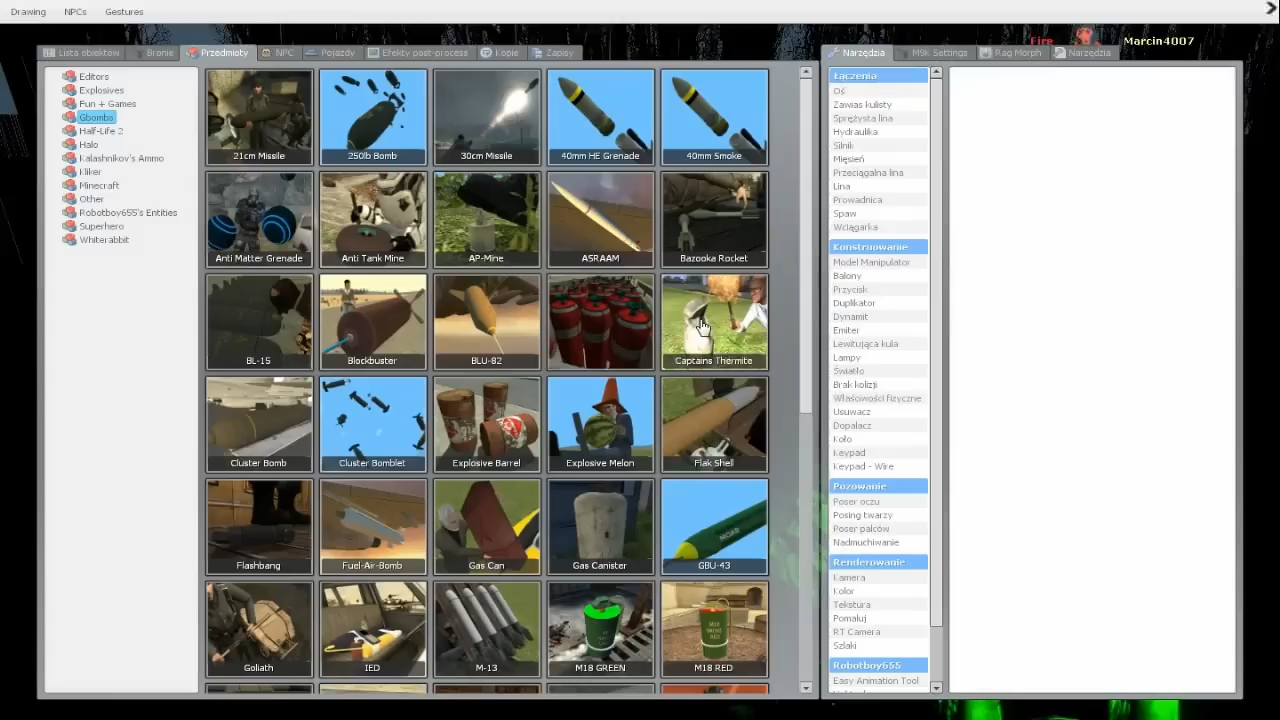 Drawing NPCs Gestures
Fire Marcin4007
Lista obiektów Bronie Przedmioty NPC Pojazdy Efekty post-process Kopie Zapisy
Narzędzia M9k Settings Rag Morph Narzędzia
Editors
Explosives
Fun + Games
Gbombs
Half-Life 2
Halo
Kalashnikov's Ammo
Kliker
Minecraft
Other
Robotboy655's Entities
Superhero
Whiterabbit
21cm Missile 250lb Bomb 30cm Missile 40mm HE Grenade 40mm Smoke
Anti Matter Grenade Anti Tank Mine AP-Mine ASRAAM Bazooka Rocket
BL-15 Blockbuster BLU-82 Captains Thermite
Cluster Bomb Cluster Bomblet Explosive Barrel Explosive Melon Flak Shell
Flashbang Fuel-Air-Bomb Gas Can Gas Canister GBU-43
MOAB
Goliath IED M-13 M18 GREEN M18 RED
Łączenia
Oś
Zawias kulisty
Sprężysta lina
Hydraulika
Silnik
Mięsień
Przeciągalna lina
Lina
Prowadnica
Spaw
Wciągarka
Konstruowanie
Model Manipulator
Balony
Przycisk
Duplikator
Dynamit
Emiter
Lewitująca kula
Lampy
Światło
Brak kolizji
Właściwości fizyczne
Usuwacz
Dopalacz
Koło
Keypad
Keypad - Wire
Pozowanie
Poser oczu
Posing twarzy
Poser palców
Nadmuchiwanie
Renderowanie
Kamera
Kolor
Tekstura
Pomaluj
RT Camera
Szlaki
Robotboy655
Easy Animation Tool